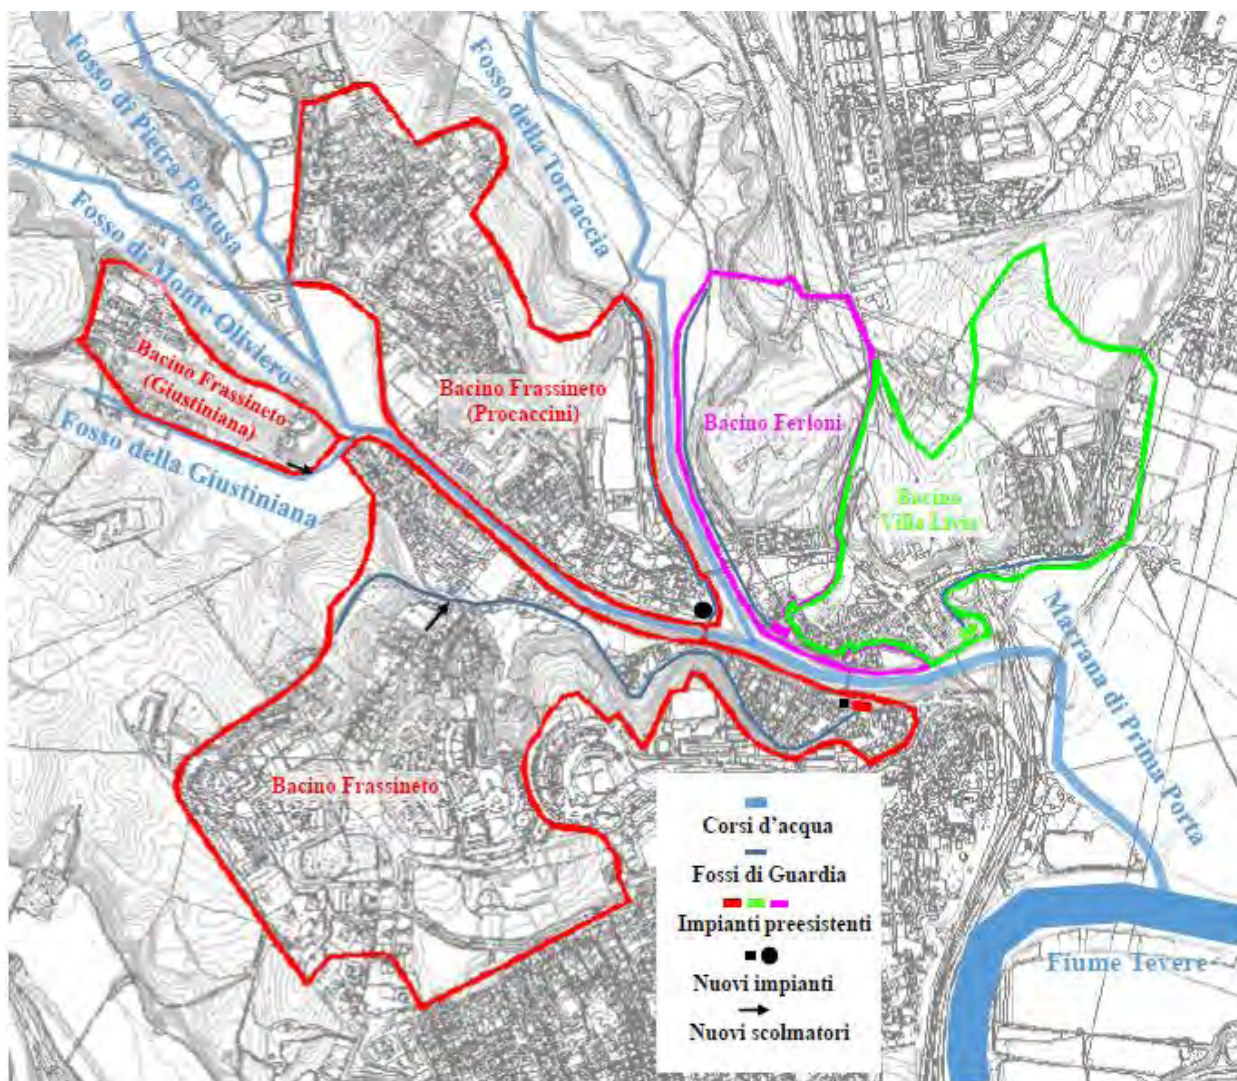 Fosso di Pietra Pertusa
Fosso della Torraccia
Fosso di Monte Oliviero
Bacino Frassineto
(Giustiniana)
Fosso della Giustiniana
Bacino Frassineto
(Procaccini)
Bacino Ferloni
Bacino
Villa Livia
Marrana di Prima Porta
Bacino Frassineto
Corsi d'acqua
Fossi di Guardia
Impianti preesistenti
Nuovi impianti
Nuovi scolmatori
Fiume Tevere